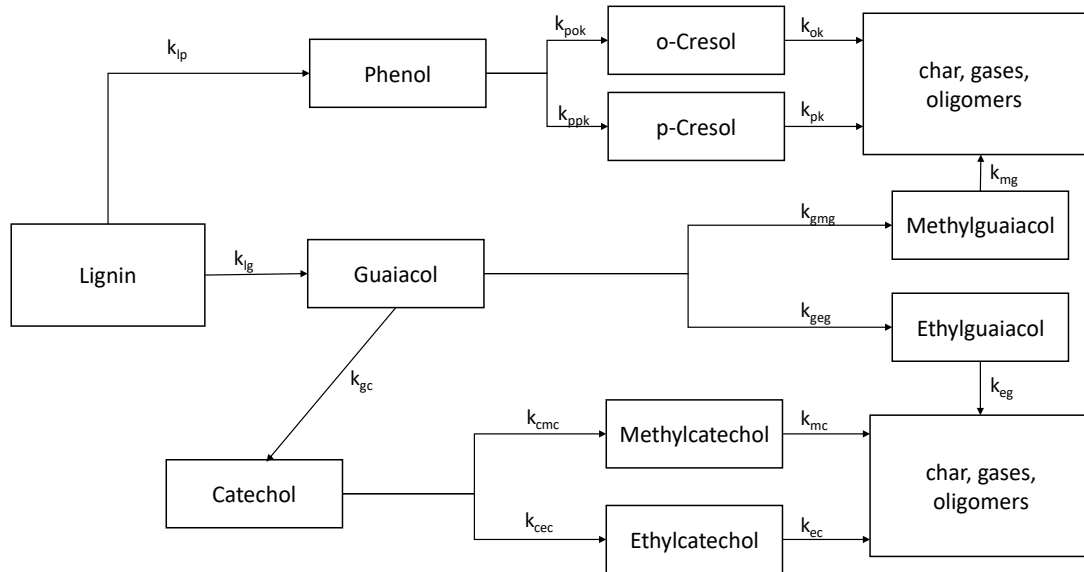 k_lp
Phenol
k_pok
o-Cresol
k_ok
k_ppk
p-Cresol
k_pk
char, gases,
oligomers
k_mg
Lignin
k_lg
Guaiacol
k_gmg
Methylguaiacol
k_geg
Ethylguaiacol
k_eg
k_gc
Catechol
k_cmc
Methylcatechol
k_mc
k_cec
Ethylcatechol
k_ec
char, gases,
oligomers